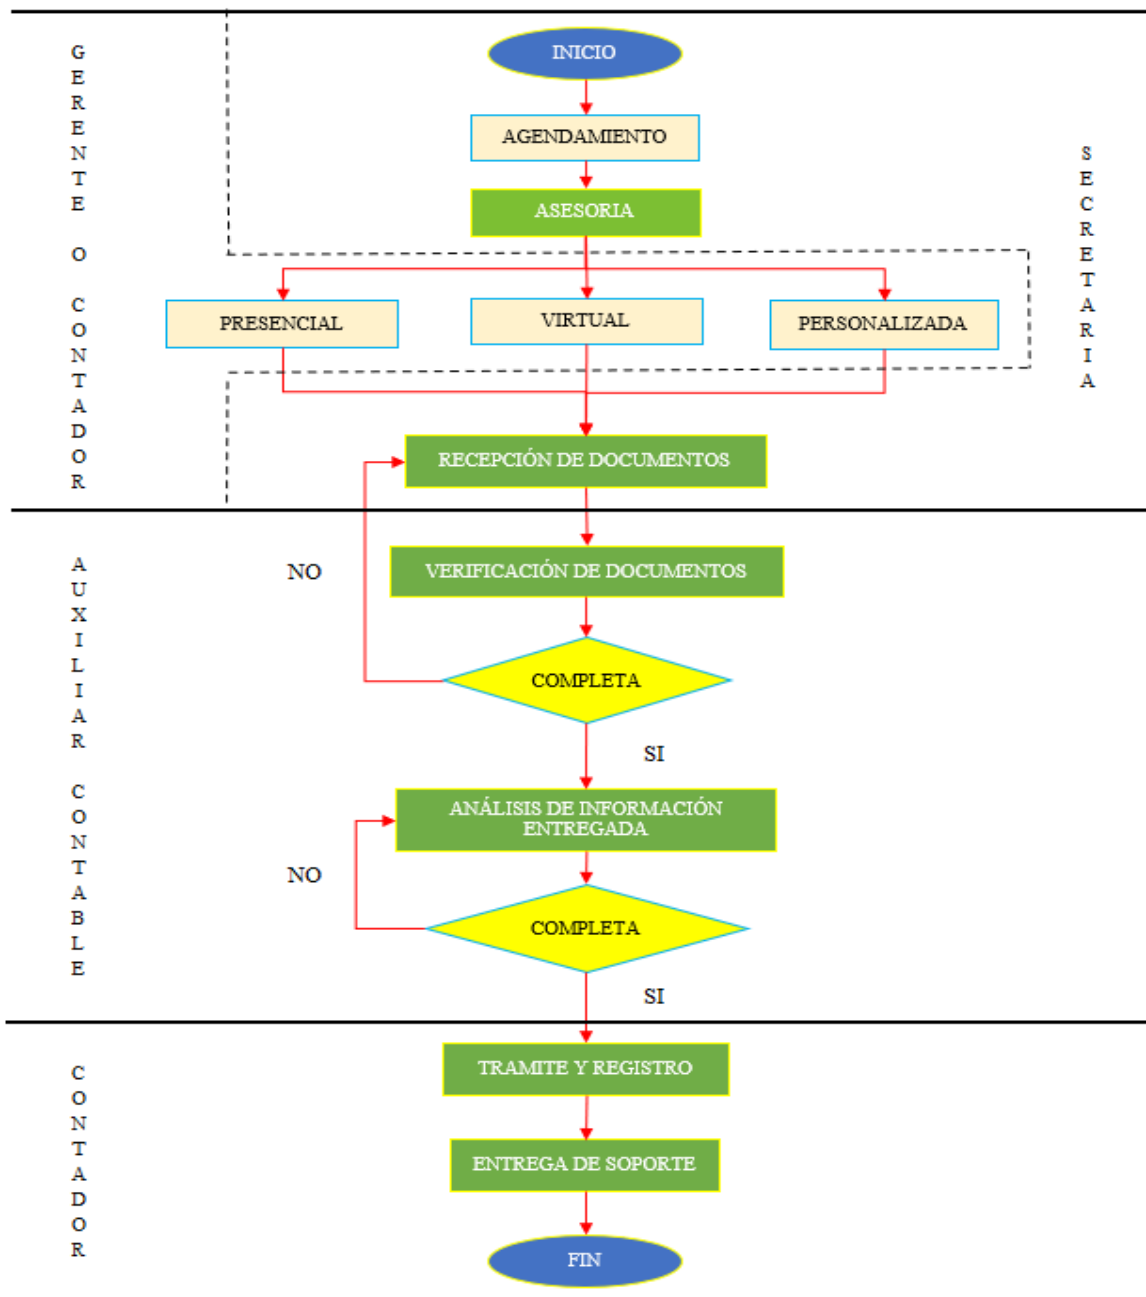 INICIO
AGENDAMIENTO
ASESORIA
GERENTE O CONTADOR
SECRETARIA
PRESENCIAL
VIRTUAL
PERSONALIZADA
RECEPCIÓN DE DOCUMENTOS
AUXILIAR CONTABLE
NO
VERIFICACIÓN DE DOCUMENTOS
COMPLETA
SI
ANÁLISIS DE INFORMACIÓN
ENTREGADA
NO
COMPLETA
SI
CONTADOR
TRAMITE Y REGISTRO
ENTREGA DE SOPORTE
FIN